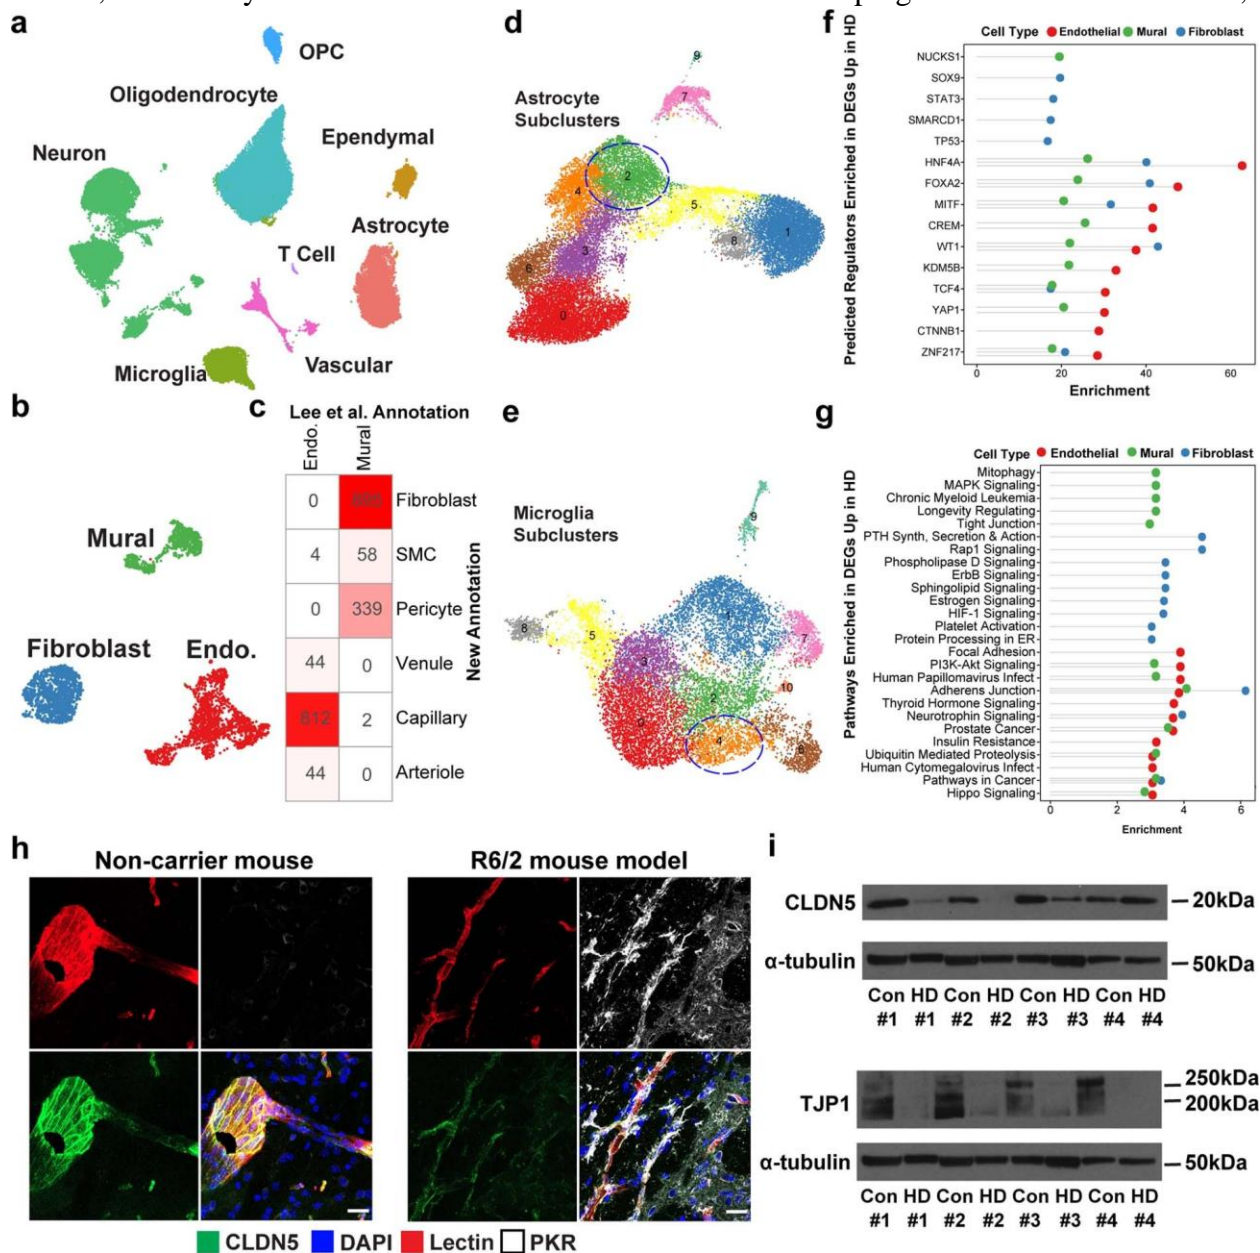 a
OPC
Oligodendrocyte
Neuron
Ependymal
Astrocyte
T Cell
Microglia
Vascular
b
Mural
Fibroblast
Endo.
c
Lee et al. Annotation
Endo.
Mural
0
Fibroblast
4
58
SMC
0
339
Pericyte
44
0
Venule
812
2
Capillary
44
0
Arteriole
New Annotation
d
Astrocyte
Subclusters
9
7
2
4
5
3
8
1
6
0
e
Microglia
Subclusters
9
1
8
5
7
3
2
10
0
4
6
f
Cell Type
Endothelial
Mural
Fibroblast
Predicted Regulators Enriched in DEGs Up in HD
NUCKS1
SOX9
STAT3
SMARCD1
TP53
HNF4A
FOXA2
MITF
CREM
WT1
KDM5B
TCF4
YAP1
CTNNB1
ZNF217
0
20
40
60
Enrichment
g
Cell Type
Endothelial
Mural
Fibroblast
Pathways Enriched in DEGs Up in HD
Mitophagy
MAPK Signaling
Chronic Myeloid Leukemia
Longevity Regulating
Tight Junction
PTH Synth, Secretion & Action
Rap1 Signaling
Phospholipase D Signaling
ErbB Signaling
Sphingolipid Signaling
Estrogen Signaling
HIF-1 Signaling
Platelet Activation
Protein Processing in ER
Focal Adhesion
PI3K-Akt Signaling
Human Papillomavirus Infect
Adherens Junction
Thyroid Hormone Signaling
Neurotrophin Signaling
Prostate Cancer
Insulin Resistance
Ubiquitin Mediated Proteolysis
Human Cytomegalovirus Infect
Pathways in Cancer
Hippo Signaling
0
2
4
6
Enrichment
h
Non-carrier mouse
R6/2 mouse model
CLDN5
DAPI
Lectin
PKR
i
CLDN5
20kDa
α-tubulin
50kDa
Con HD Con HD Con HD Con HD
#1 #1 #2 #2 #3 #3 #4 #4
TJP1
250kDa
200kDa
α-tubulin
50kDa
Con HD Con HD Con HD Con HD
#1 #1 #2 #2 #3 #3 #4 #4